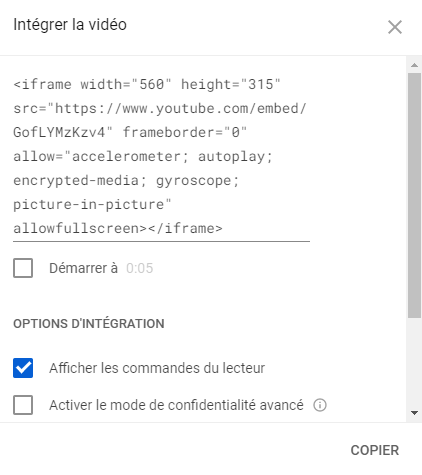 Intégrer la vidéo
<iframe width="560" height="315"
src="https://www.youtube.com/embed/
GofLYMzKzv4" frameborder="0"
allow="accelerometer; autoplay;
encrypted-media; gyroscope;
picture-in-picture"
allowfullscreen></iframe>
Démarrer à 0:05
OPTIONS D'INTÉGRATION
Afficher les commandes du lecteur
Activer le mode de confidentialité avancé
COPIER